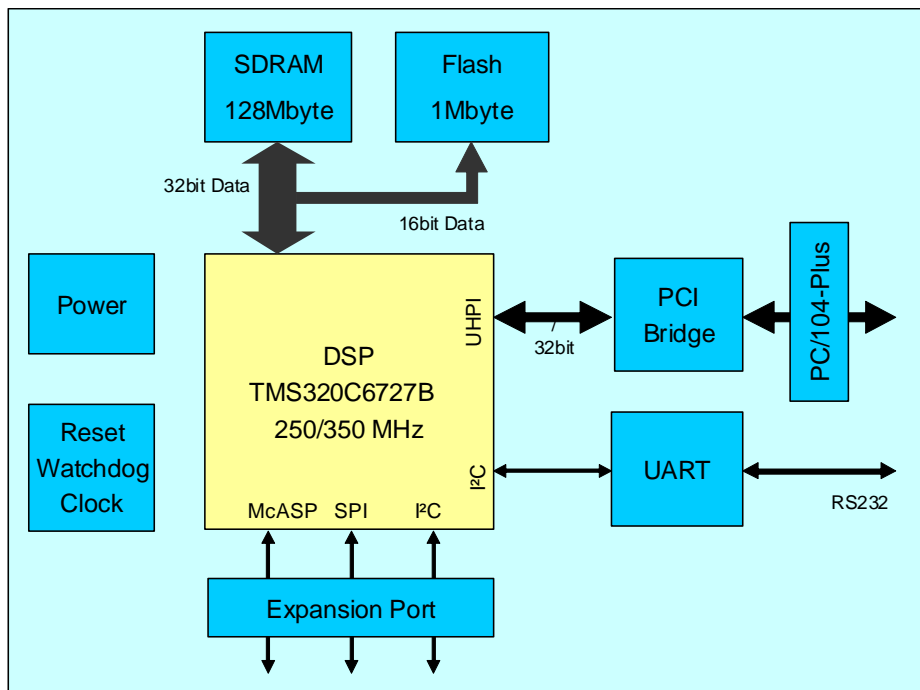 SDRAM
128Mbyte
Flash
1Mbyte
32bit Data
16bit Data
Power
DSP
TMS320C6727B
250/350 MHz
UHPI
32bit
PCI
Bridge
PC/104-Plus
Reset
Watchdog
Clock
I²C
UART
RS232
McASP SPI I²C
Expansion Port